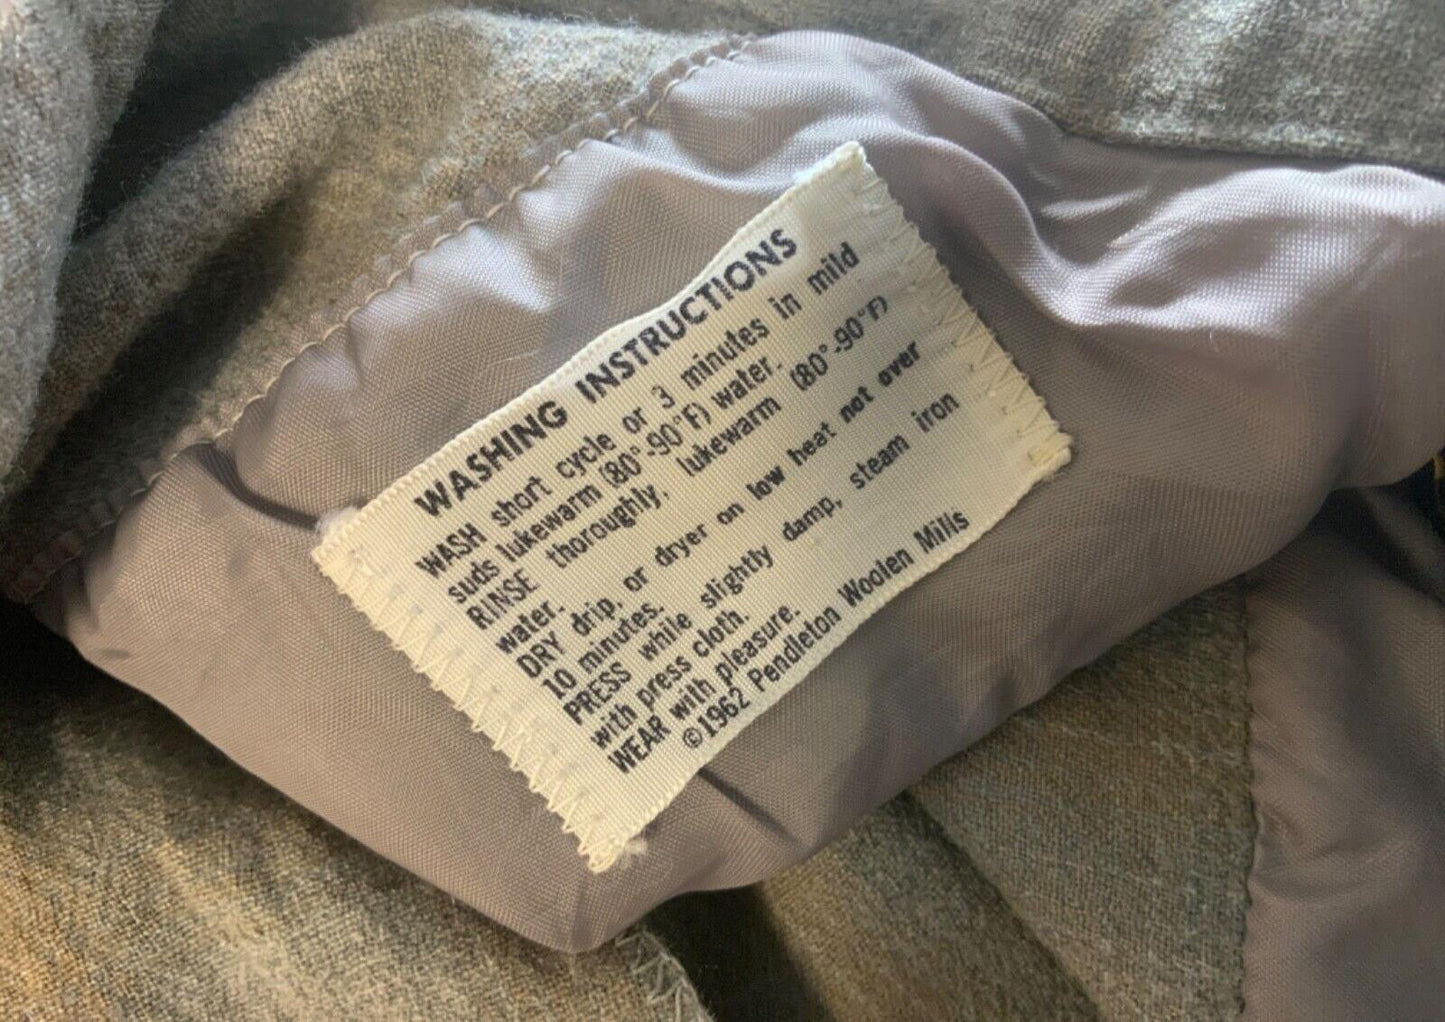 WASHING INSTRUCTIONS
WASH short cycle or 3 minutes in mild
suds lukewarm (80°-90°F) water.
RINSE thoroughly, lukewarm (80°-90°F)
water.
DRY drip, or dryer on low heat not over
10 minutes.
PRESS while slightly damp, steam iron
with press cloth.
WEAR with pleasure.
©1962 Pendleton Woolen Mills